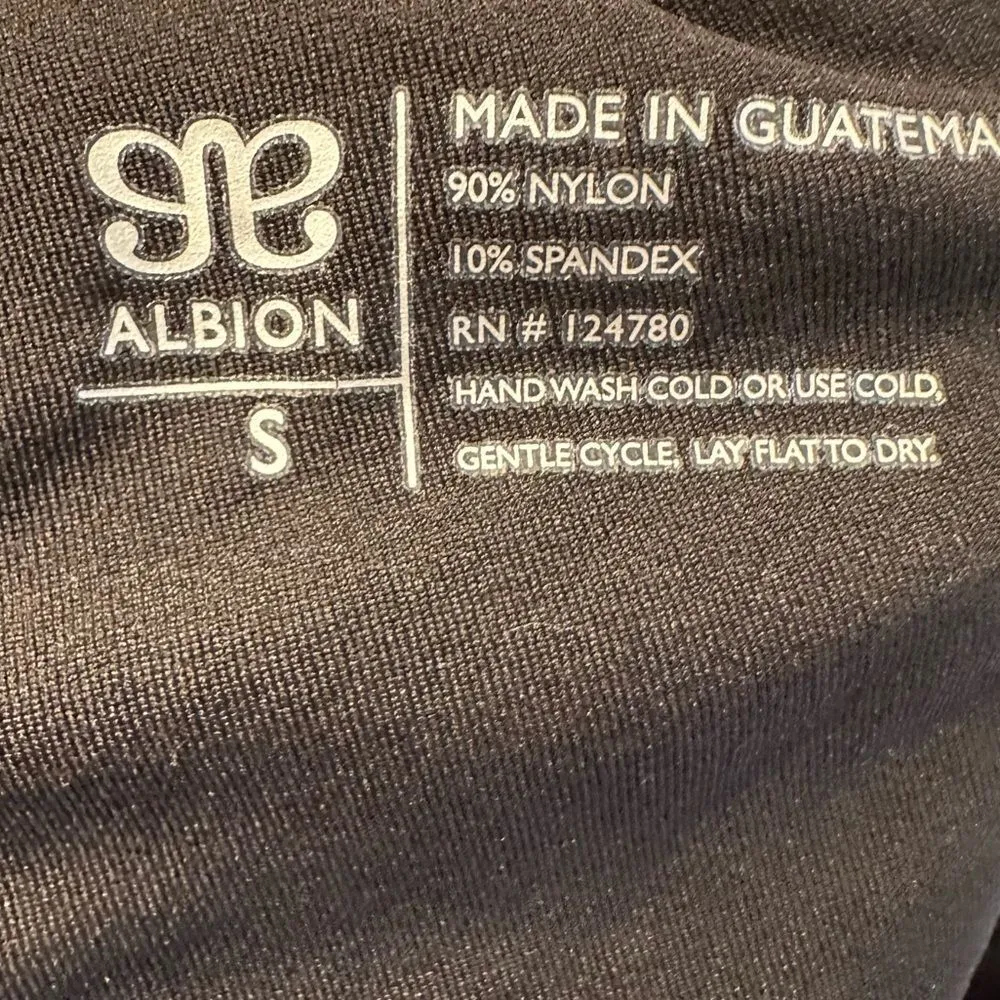 ALBION
S
MADE IN GUATEMA
90% NYLON
10% SPANDEX
RN # 124780
HAND WASH COLD OR USE COLD,
GENTLE CYCLE, LAY FLAT TO DRY.